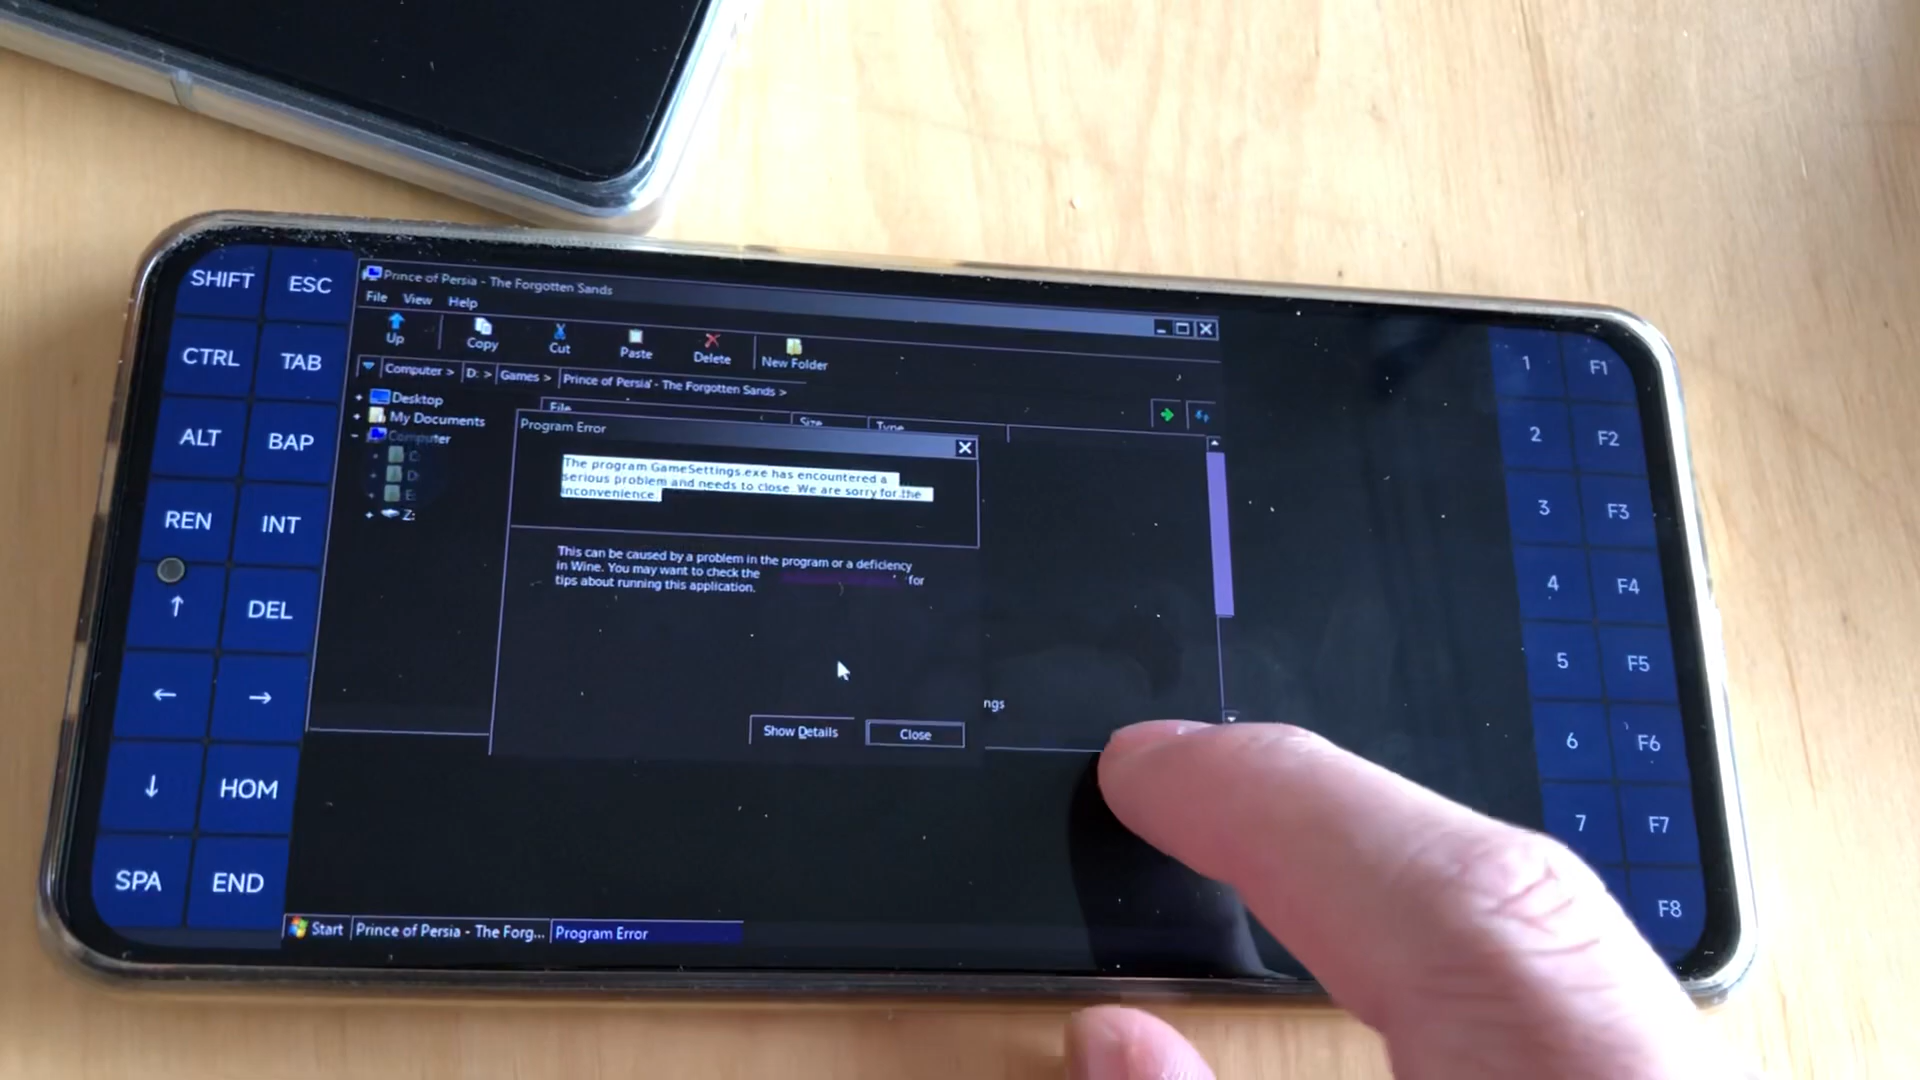 SHIFT ESC
CTRL TAB
ALT BAP
REN INT
↑ DEL
← →
↓ HOM
SPA END
Prince of Persia - The Forgotten Sands
File View Help
Up Copy Cut Paste Delete New Folder
Computer > D: > Games > Prince of Persia - The Forgotten Sands >
Desktop
My Documents
Computer
Z:
File Size Type
Program Error
The program GameSettings.exe has encountered a
serious problem and needs to close. We are sorry for the
inconvenience.
This can be caused by a problem in the program or a deficiency
in Wine. You may want to check the for
tips about running this application.
ngs
Show Details Close
Start Prince of Persia - The Forg... Program Error
1 F1
2 F2
3 F3
4 F4
5 F5
6 F6
7 F7
F8